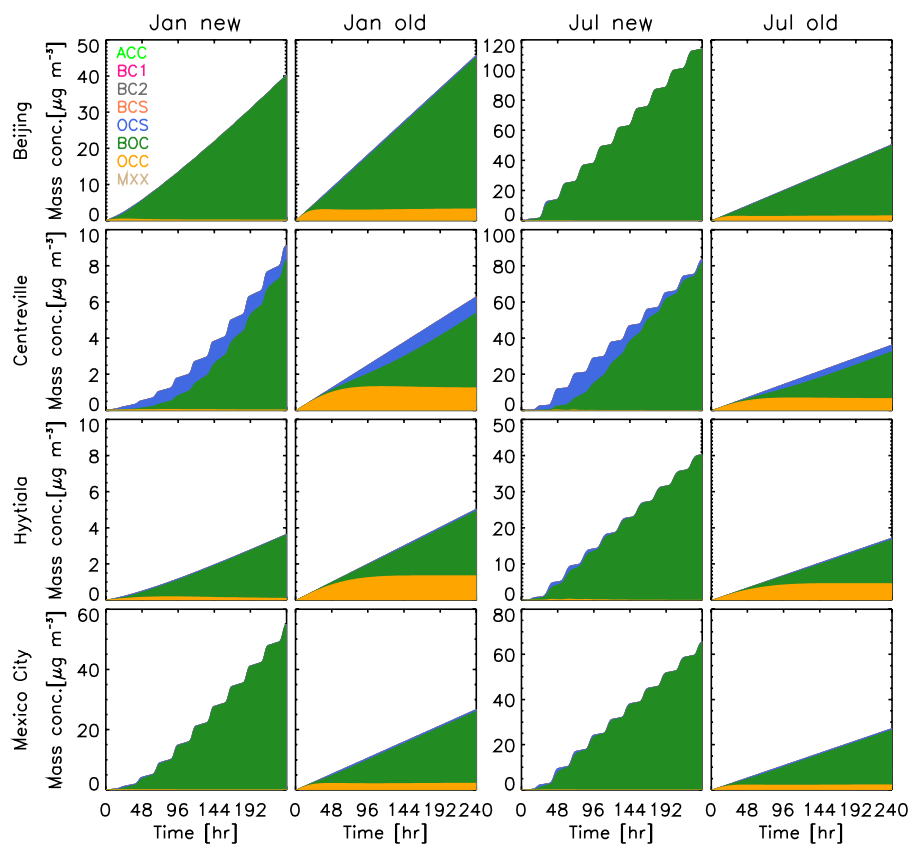 Jan new Jan old Jul new Jul old
Beijing
Mass conc.[μg m⁻³]
50
40
30
20
10
0
ACC
BC1
BC2
BCS
OCS
BOC
OCC
MXX
120
100
80
60
40
20
0
Centreville
Mass conc.[μg m⁻³]
10
8
6
4
2
0
100
80
60
40
20
0
Hyytiala
Mass conc.[μg m⁻³]
10
8
6
4
2
0
50
40
30
20
10
0
Mexico City
Mass conc.[μg m⁻³]
60
40
20
0
80
60
40
20
0
0 48 96 144 192 0 48 96 144 192 240 0 48 96 144 192 0 48 96 144 192 240
Time [hr] Time [hr] Time [hr] Time [hr]